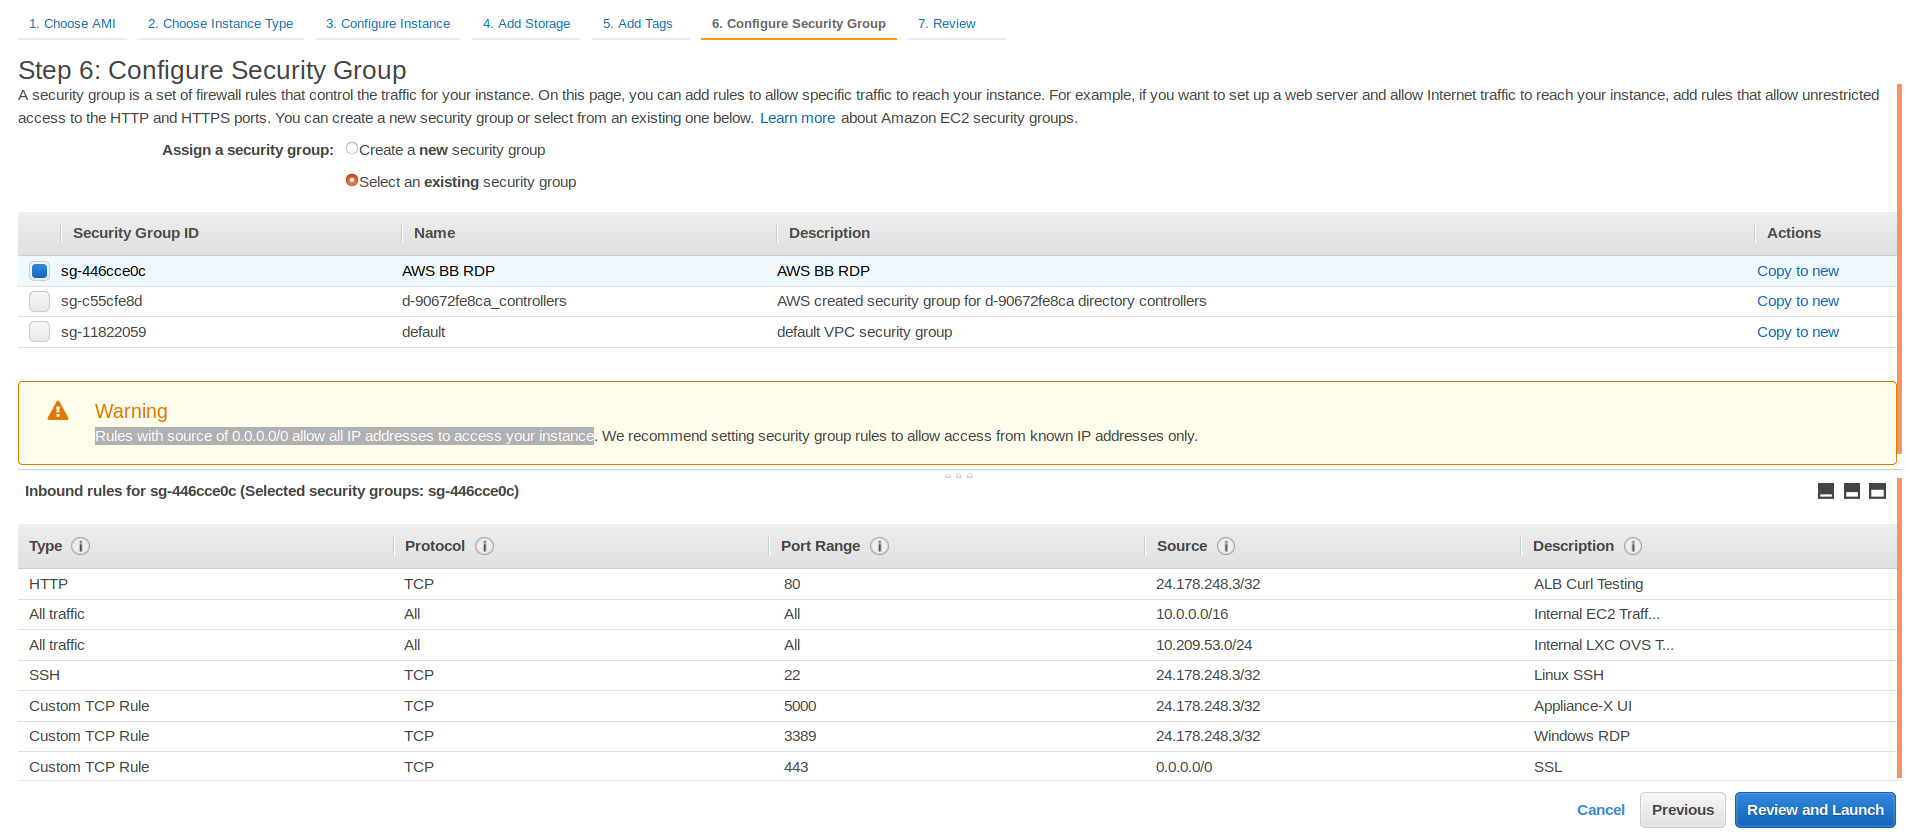 1. Choose AMI 2. Choose Instance Type 3. Configure Instance 4. Add Storage 5. Add Tags 6. Configure Security Group 7. Review
Step 6: Configure Security Group
A security group is a set of firewall rules that control the traffic for your instance. On this page, you can add rules to allow specific traffic to reach your instance. For example, if you want to set up a web server and allow Internet traffic to reach your instance, add rules that allow unrestricted
access to the HTTP and HTTPS ports. You can create a new security group or select from an existing one below. Learn more about Amazon EC2 security groups.
Assign a security group: Create a new security group
Select an existing security group
Security Group ID Name Description Actions
sg-446cce0c AWS BB RDP AWS BB RDP Copy to new
sg-c55cfe8d d-90672fe8ca_controllers AWS created security group for d-90672fe8ca directory controllers Copy to new
sg-11822059 default default VPC security group Copy to new
Warning
Rules with source of 0.0.0.0/0 allow all IP addresses to access your instance. We recommend setting security group rules to allow access from known IP addresses only.
Inbound rules for sg-446cce0c (Selected security groups: sg-446cce0c)
Type Protocol Port Range Source Description
HTTP TCP 80 24.178.248.3/32 ALB Curl Testing
All traffic All All 10.0.0.0/16 Internal EC2 Traff...
All traffic All All 10.209.53.0/24 Internal LXC OVS T...
SSH TCP 22 24.178.248.3/32 Linux SSH
Custom TCP Rule TCP 5000 24.178.248.3/32 Appliance-X UI
Custom TCP Rule TCP 3389 24.178.248.3/32 Windows RDP
Custom TCP Rule TCP 443 0.0.0.0/0 SSL
Cancel Previous Review and Launch